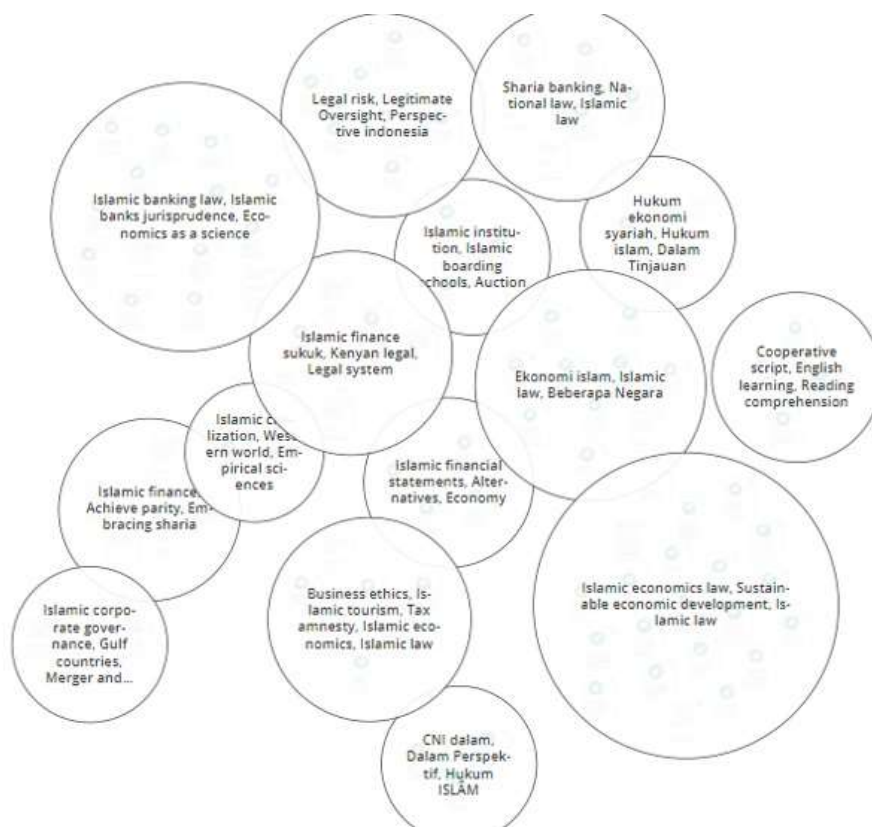 Legal risk, Legitimate
Oversight, Perspec-
tive indonesia
Sharia banking, Na-
tional law, Islamic
law
Islamic banking law, Islamic
banks jurisprudence, Eco-
nomics as a science
Hukum
ekonomi
syariah, Hukum
islam, Dalam
Tinjauan
Islamic institu-
tion, Islamic
boarding
schools, Auction
Islamic finance
sukuk, Kenyan legal,
Legal system
Ekonomi islam, Islamic
law, Beberapa Negara
Cooperative
script, English
learning, Reading
comprehension
Islamic
lization, Wes
ern world, Em-
pirical sci-
ences
Islamic financial
statements, Alter-
natives, Economy
Islamic finance,
Achieve parity, Em-
bracing sharia
Islamic economics law, Sustain-
able economic development, Is-
lamic law
Business ethics, Is-
lamic tourism, Tax
amnesty, Islamic eco-
nomics, Islamic law
Islamic corpo-
rate gover-
nance, Gulf
countries,
Merger and...
CNI dalam,
Dalam Perspek-
tif, Hukum
ISLÂM